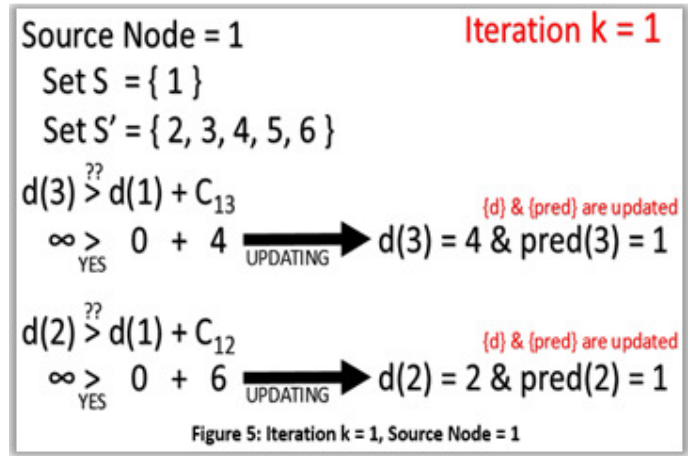 Source Node = 1
Iteration k = 1
Set S = { 1 }
Set S' = { 2, 3, 4, 5, 6 }
??
d(3) > d(1) + C13
{d} & {pred} are updated
∞ > 0 + 4
YES
UPDATING
d(3) = 4 & pred(3) = 1
??
d(2) > d(1) + C12
{d} & {pred} are updated
∞ > 0 + 6
YES
UPDATING
d(2) = 2 & pred(2) = 1
Figure 5: Iteration k = 1, Source Node = 1